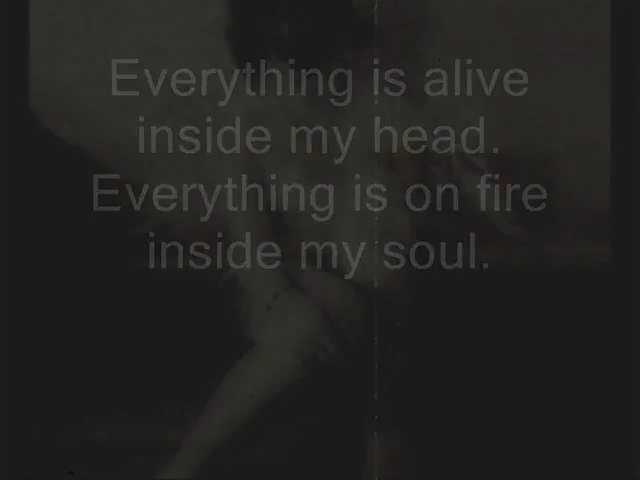 Everything is alive
inside my head.
Everything is on fire
inside my soul.